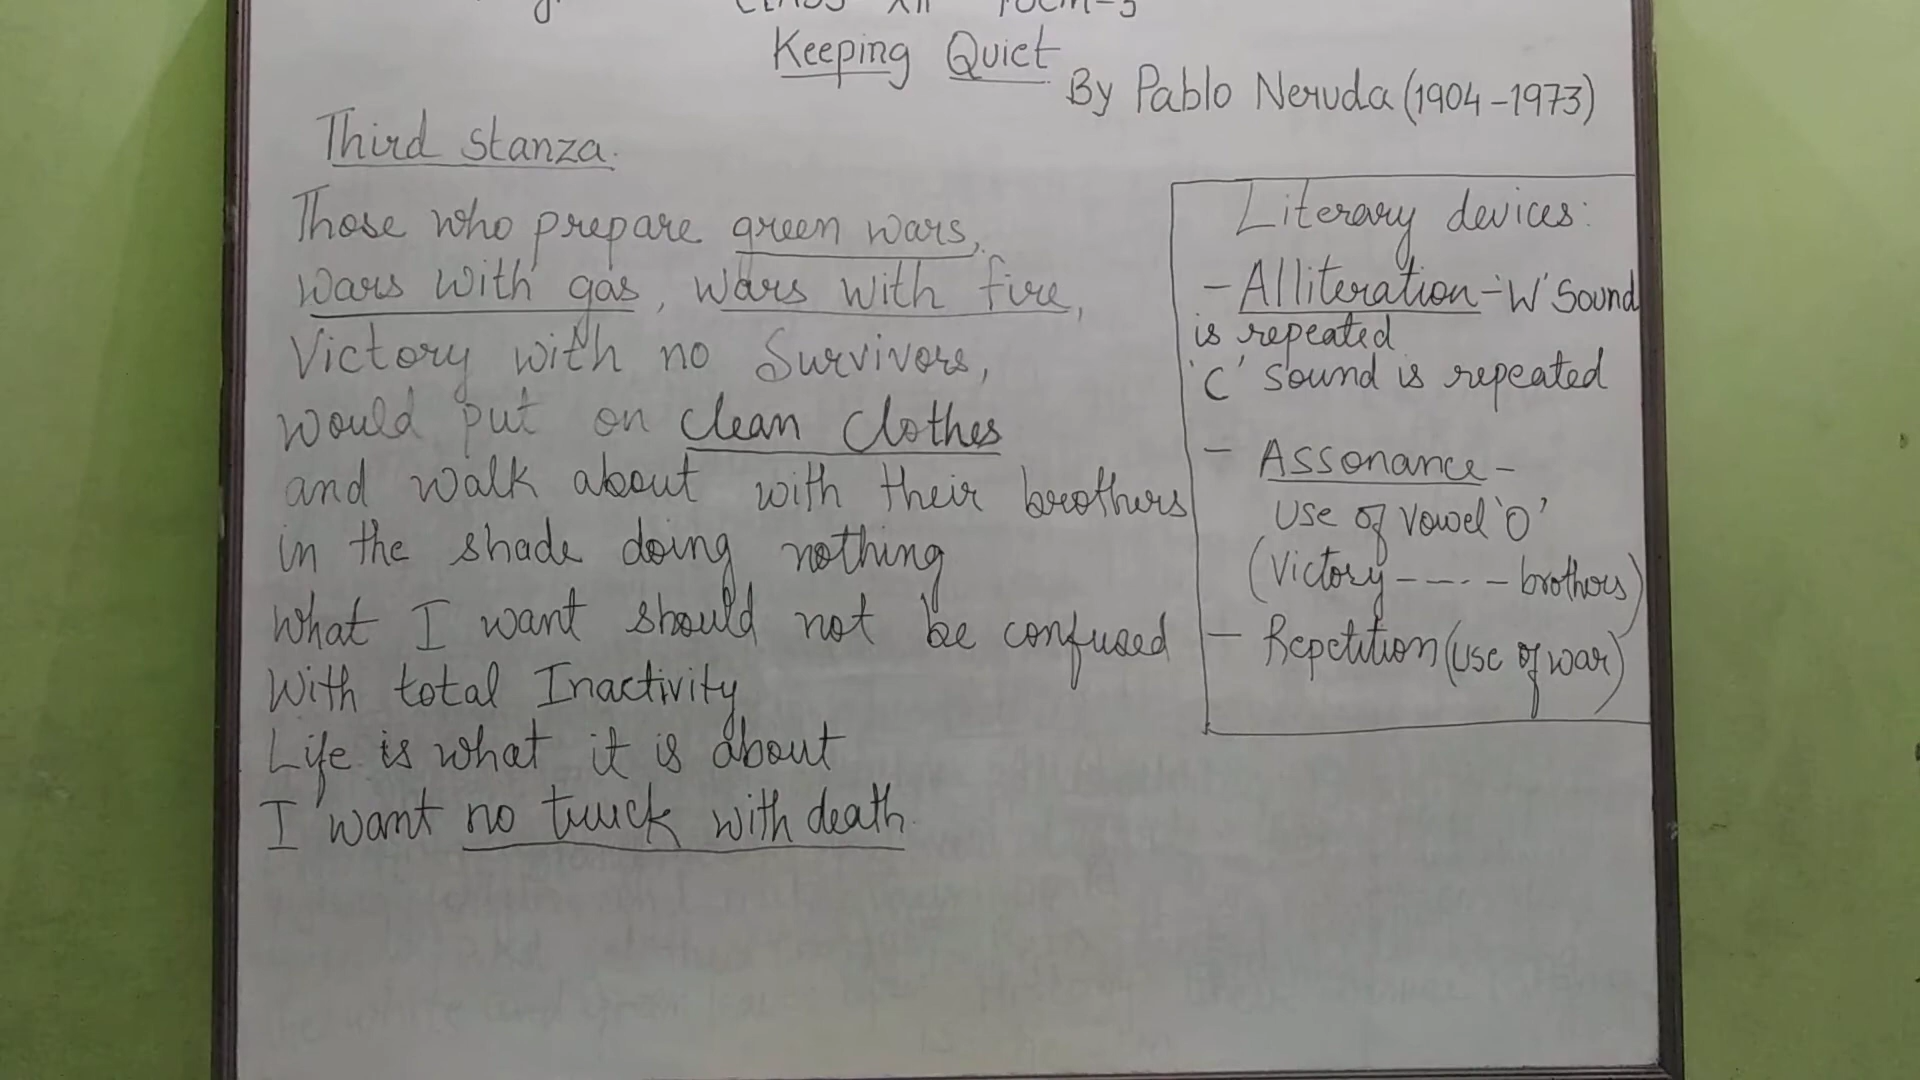 CLASS XII POEM-5
Keeping Quiet
By Pablo Neruda (1904-1973)
Third Stanza.
Those who prepare green wars,
wars with gas, wars with fire,
Victory with no Survivors,
would put on clean clothes
and walk about with their brothers
in the shade doing nothing
What I want should not be confused
With total Inactivity
Life is what it is about
I want no truck with death.
Literary devices:
- Alliteration - 'W' Sound
is repeated
'C' Sound is repeated
- Assonance -
Use of vowel 'O'
(Victory - - - - brothers)
- Repetition (use of war)